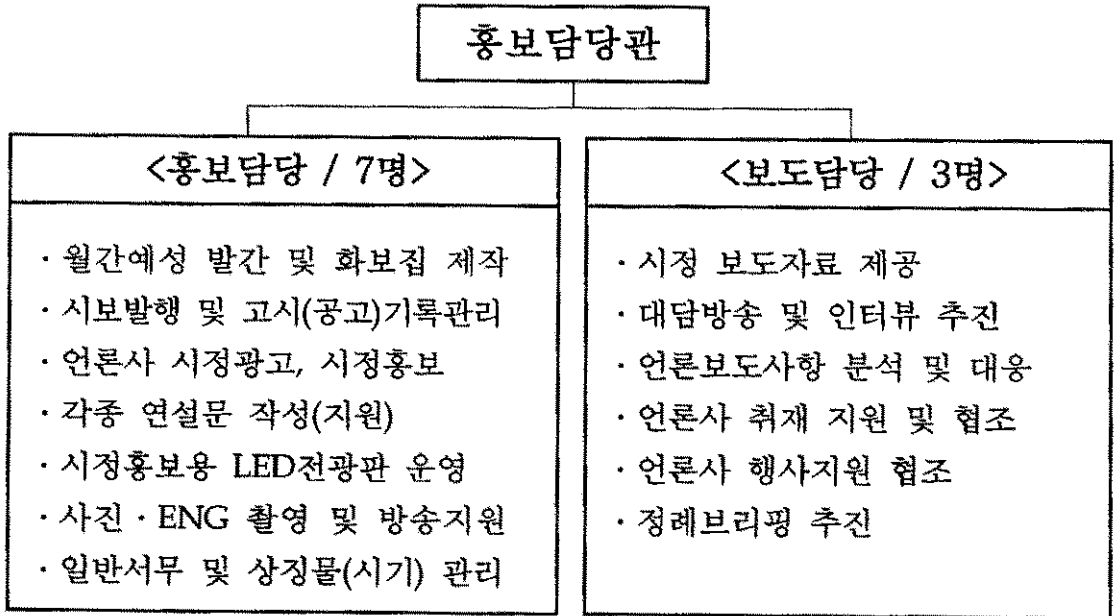 홍보담당관
<홍보담당 / 7명>
· 월간예성 발간 및 화보집 제작
· 시보발행 및 고시(공고)기록관리
· 언론사 시정광고, 시정홍보
· 각종 연설문 작성(지원)
· 시정홍보용 LED전광판 운영
· 사진 · ENG 촬영 및 방송지원
· 일반서무 및 상징물(시기) 관리
<보도담당 / 3명>
· 시정 보도자료 제공
· 대담방송 및 인터뷰 추진
· 언론보도사항 분석 및 대응
· 언론사 취재 지원 및 협조
· 언론사 행사지원 협조
· 정례브리핑 추진